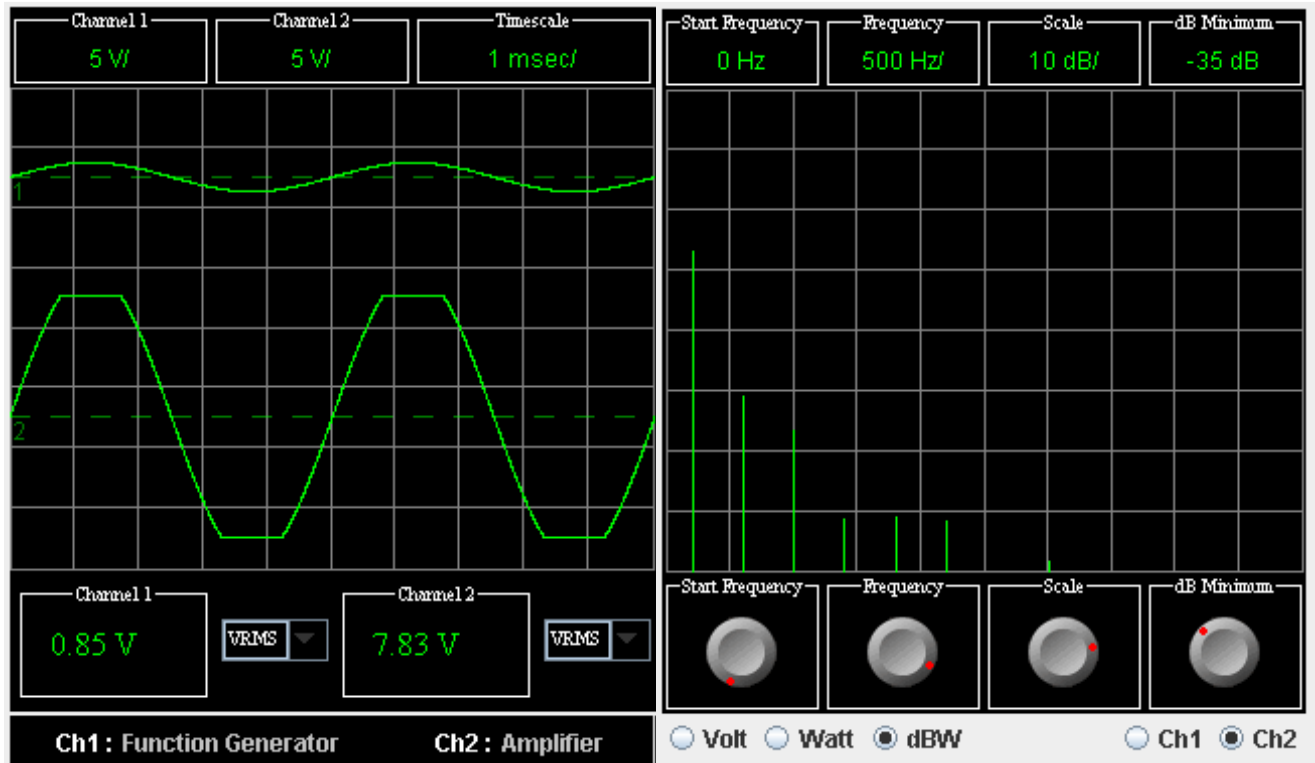 Channel 1
5 V/
Channel 2
5 V/
Timescale
1 msec/
1
2
Channel 1
0.85 V
VRMS
Channel 2
7.83 V
VRMS
Ch1 : Function Generator
Ch2 : Amplifier
Start Frequency
0 Hz
Frequency
500 Hz/
Scale
10 dB/
dB Minimum
-35 dB
Start Frequency
Frequency
Scale
dB Minimum
Volt
Watt
dBW
Ch1
Ch2